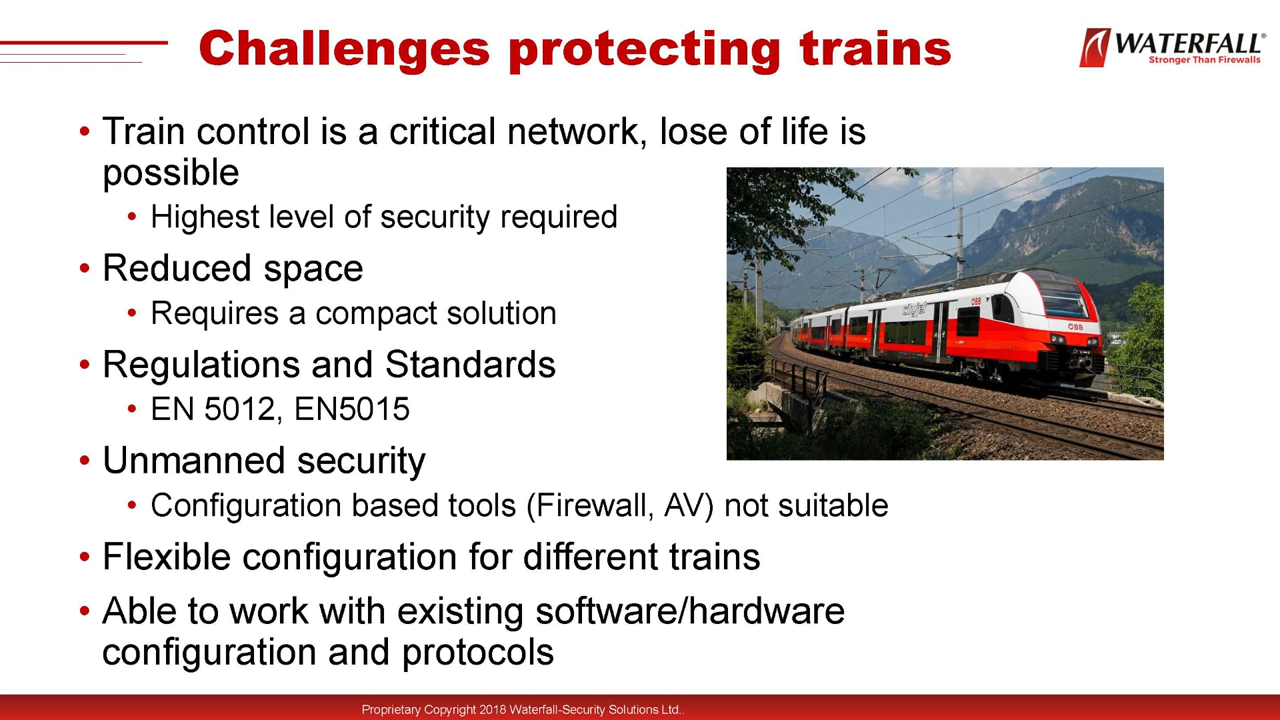 Challenges protecting trains
WATERFALL®
Stronger Than Firewalls
• Train control is a critical network, lose of life is
possible
• Highest level of security required
• Reduced space
• Requires a compact solution
• Regulations and Standards
• EN 5012, EN5015
• Unmanned security
• Configuration based tools (Firewall, AV) not suitable
• Flexible configuration for different trains
• Able to work with existing software/hardware
configuration and protocols
cityjet
ÖBB
ÖBB
Proprietary Copyright 2018 Waterfall-Security Solutions Ltd..